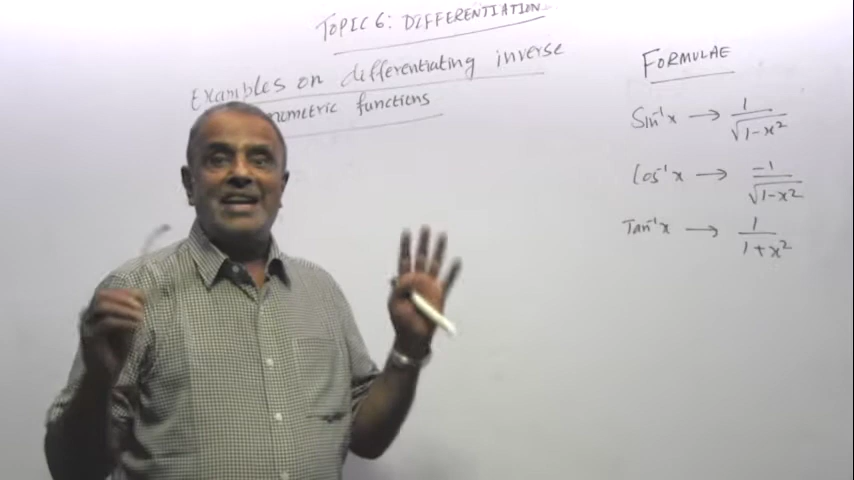 TOPIC 6: DIFFERENTIATION
Examples on differentiating inverse
nometric functions
FORMULAE
Sin⁻¹x → 1/√1-x²
Cos⁻¹x → -1/√1-x²
Tan⁻¹x → 1/1+x²